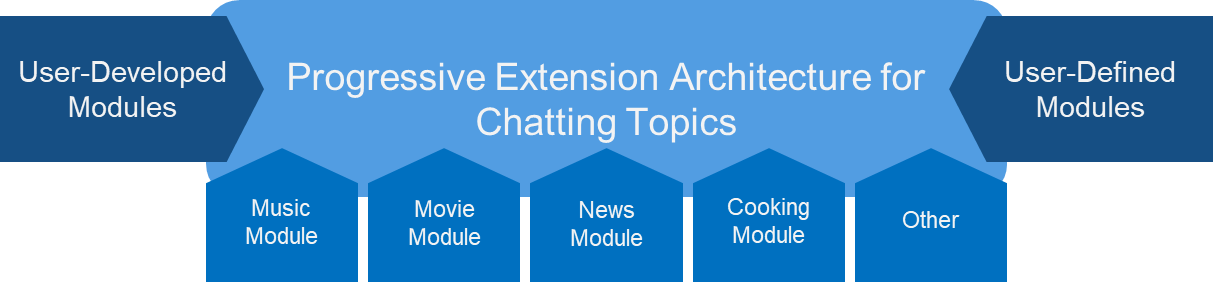 User-Developed
Modules
Progressive Extension Architecture for
Chatting Topics
User-Defined
Modules
Music
Module
Movie
Module
News
Module
Cooking
Module
Other